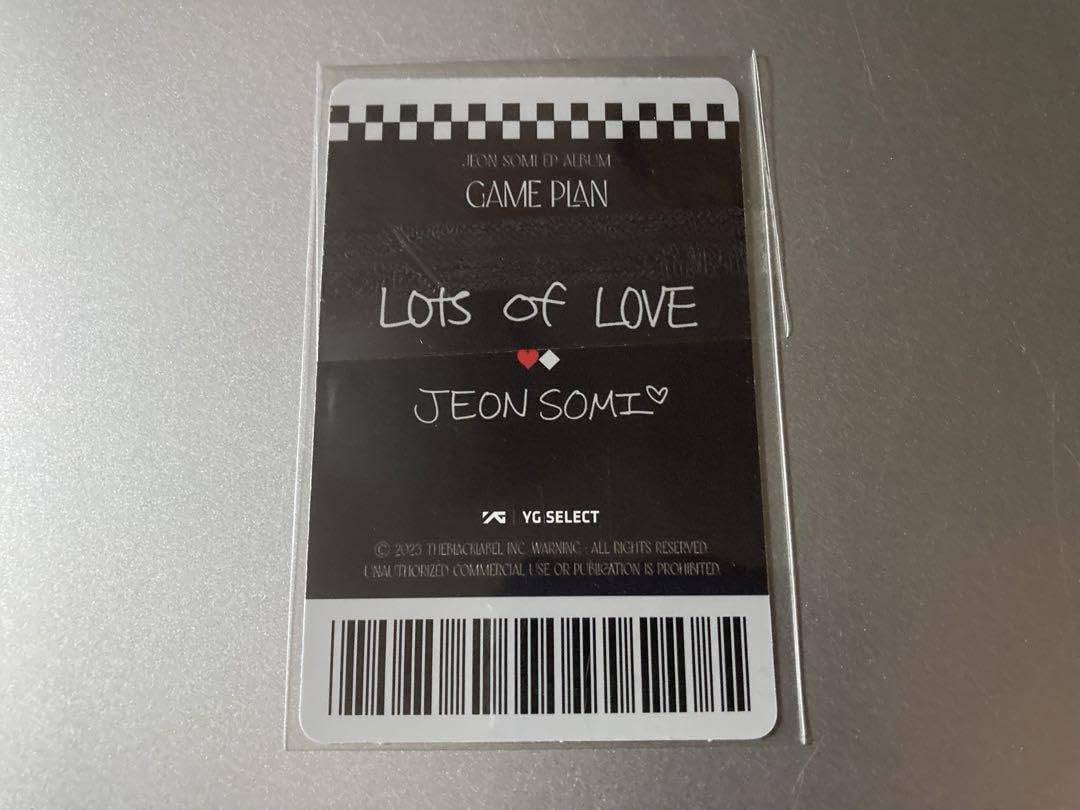 JEON SOMI EP ALBUM
GAME PLAN
LOts of LOVE
JEON SOMI
YG | YG SELECT
© 2023 THEBLACKLABEL INC. WARNING : ALL RIGHTS RESERVED.
UNAUTHORIZED COMMERCIAL USE OR PUBLICATION IS PROHIBITED.